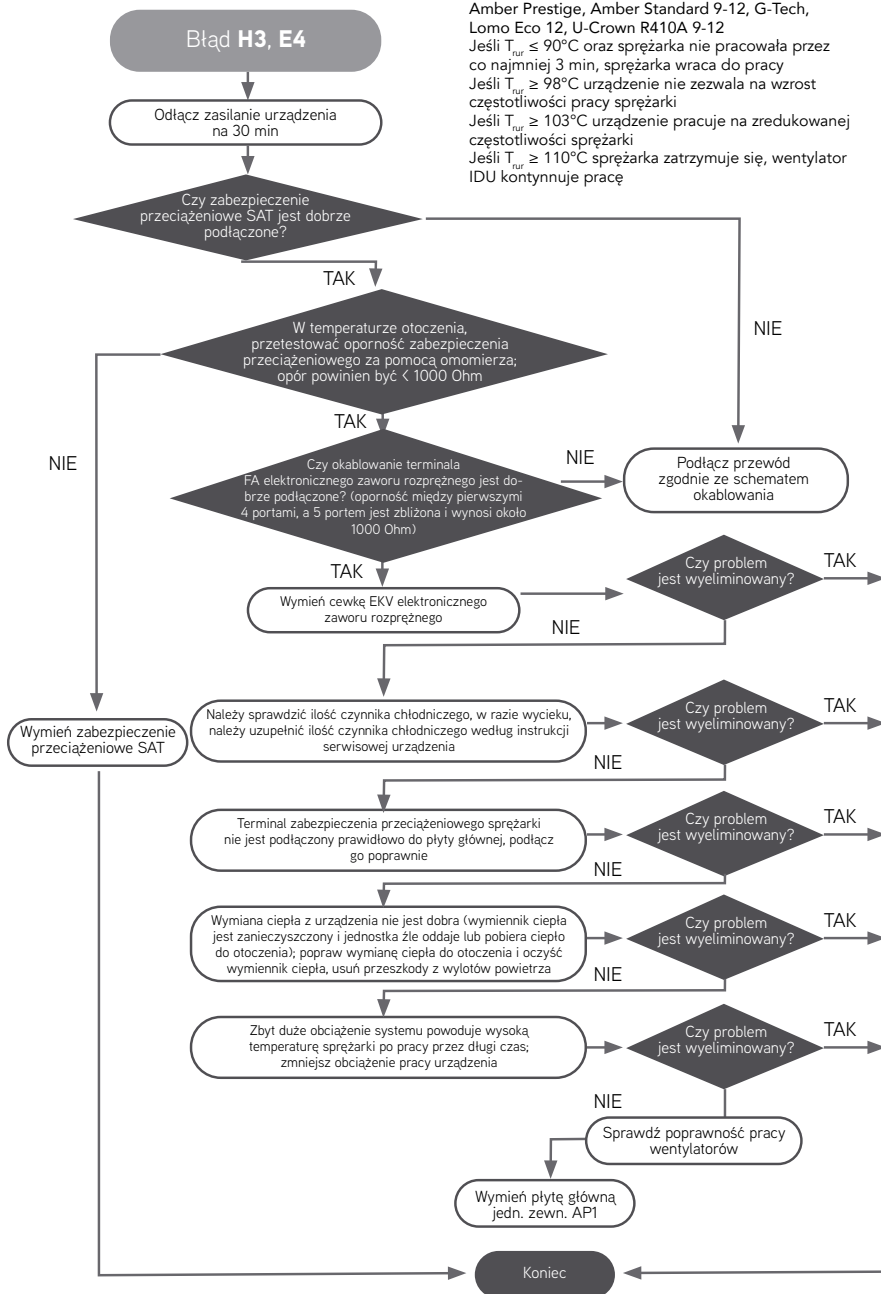 Amber Prestige, Amber Standard 9-12, G-Tech,
Lomo Eco 12, U-Crown R410A 9-12
Jeśli T_rur ≤ 90°C oraz sprężarka nie pracowała przez
co najmniej 3 min, sprężarka wraca do pracy
Jeśli T_rur ≥ 98°C urządzenie nie zezwala na wzrost
częstotliwości pracy sprężarki
Jeśli T_rur ≥ 103°C urządzenie pracuje na zredukowanej
częstotliwości sprężarki
Jeśli T_rur ≥ 110°C sprężarka zatrzymuje się, wentylator
IDU kontynnuje pracę
Błąd H3, E4
Odłącz zasilanie urządzenia
na 30 min
Czy zabezpieczenie
przeciążeniowe SAT jest dobrze
podłączone?
TAK
NIE
W temperaturze otoczenia,
przetestować oporność zabezpieczenia
przeciążeniowego za pomocą omomierza;
opór powinien być < 1000 Ohm
TAK
NIE
Czy okablowanie terminala
FA elektronicznego zaworu rozprężnego jest do-
brze podłączone? (oporność między pierwszymi
4 portami, a 5 portem jest zbliżona i wynosi około
1000 Ohm)
NIE
Podłącz przewód
zgodnie ze schematem
okablowania
TAK
Wymień cewkę EKV elektronicznego
zaworu rozprężnego
Czy problem
jest wyeliminowany?
TAK
NIE
Wymień zabezpieczenie
przeciążeniowe SAT
Należy sprawdzić ilość czynnika chłodniczego, w razie wycieku,
należy uzupełnić ilość czynnika chłodniczego według instrukcji
serwisowej urządzenia
Czy problem
jest wyeliminowany?
TAK
NIE
Terminal zabezpieczenia przeciążeniowego sprężarki
nie jest podłączony prawidłowo do płyty głównej, podłącz
go poprawnie
Czy problem
jest wyeliminowany?
TAK
NIE
Wymiana ciepła z urządzenia nie jest dobra (wymiennik ciepła
jest zanieczyszczony i jednostka źle oddaje lub pobiera ciepło
do otoczenia); popraw wymianę ciepła do otoczenia i oczyść
wymiennik ciepła, usuń przeszkody z wylotów powietrza
Czy problem
jest wyeliminowany?
TAK
NIE
Zbyt duże obciążenie systemu powoduje wysoką
temperaturę sprężarki po pracy przez długi czas;
zmniejsz obciążenie pracy urządzenia
Czy problem
jest wyeliminowany?
TAK
NIE
Sprawdź poprawność pracy
wentylatorów
Wymień płytę główną
jedn. zewn. AP1
Koniec